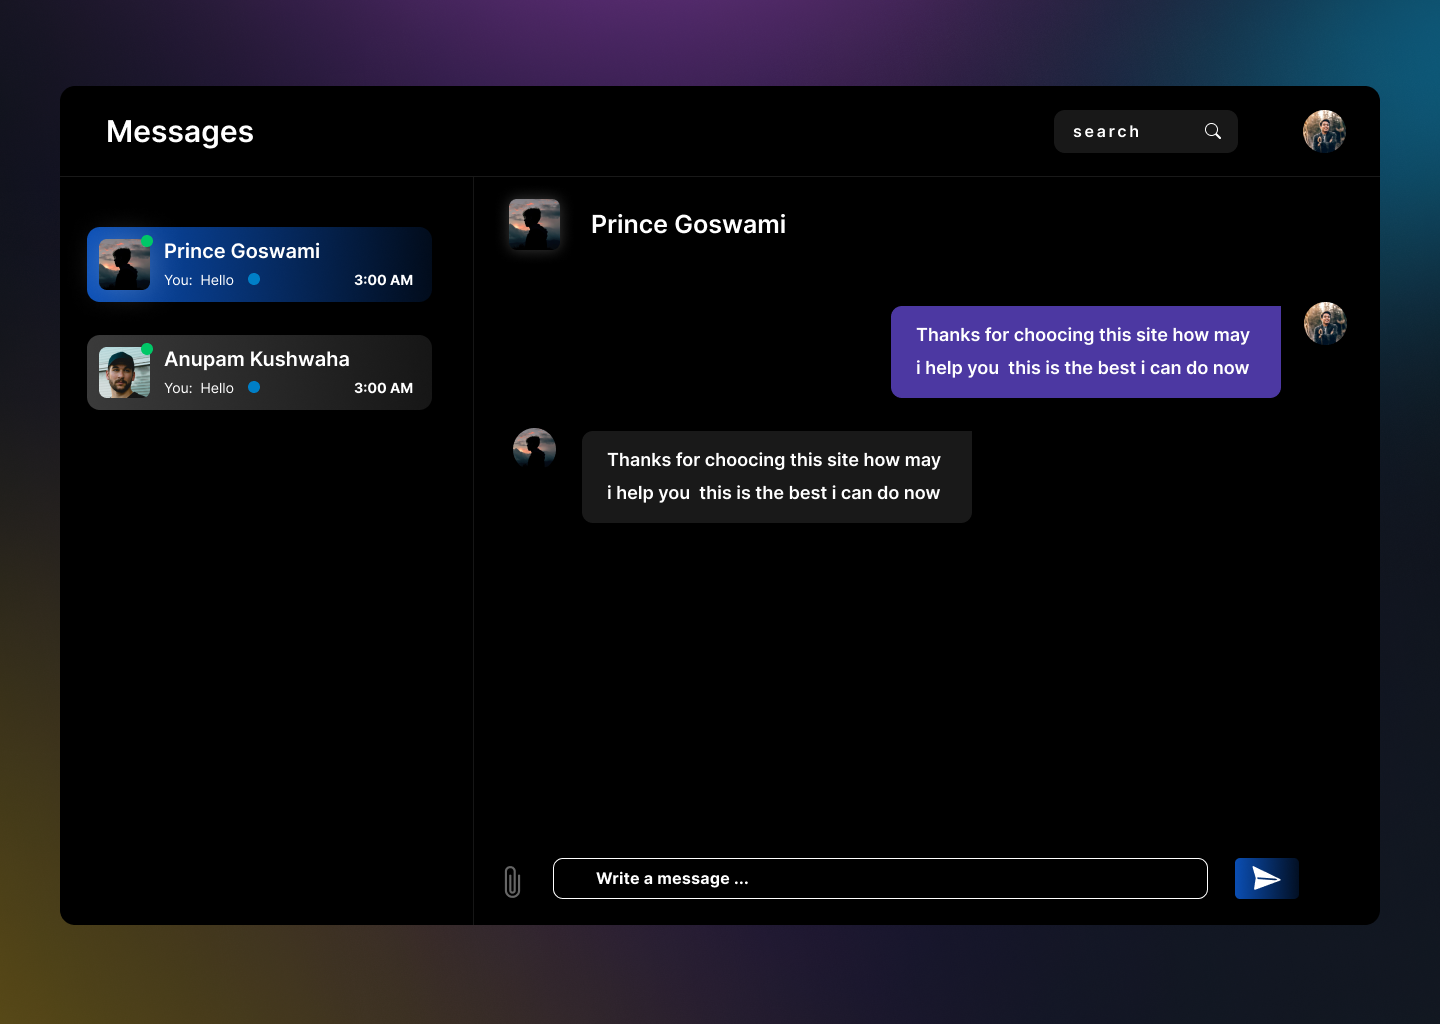 Messages
search
Prince Goswami
You: Hello
3:00 AM
Anupam Kushwaha
You: Hello
3:00 AM
Prince Goswami
Thanks for choocing this site how may
i help you  this is the best i can do now
Thanks for choocing this site how may
i help you  this is the best i can do now
Write a message ...